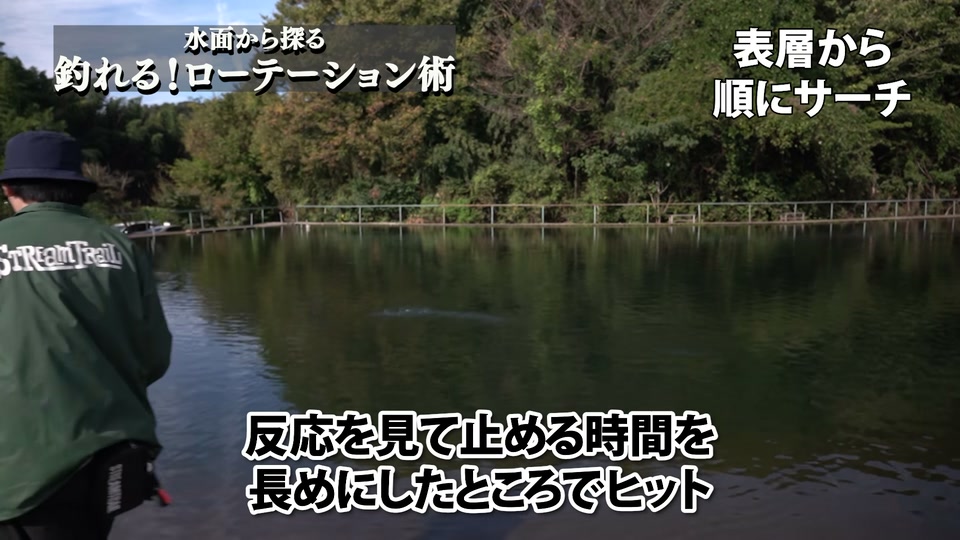 水面から探る
釣れる！ローテーション術
表層から
順にサーチ
STREAMTRAIL
反応を見て止める時間を
長めにしたところでヒット